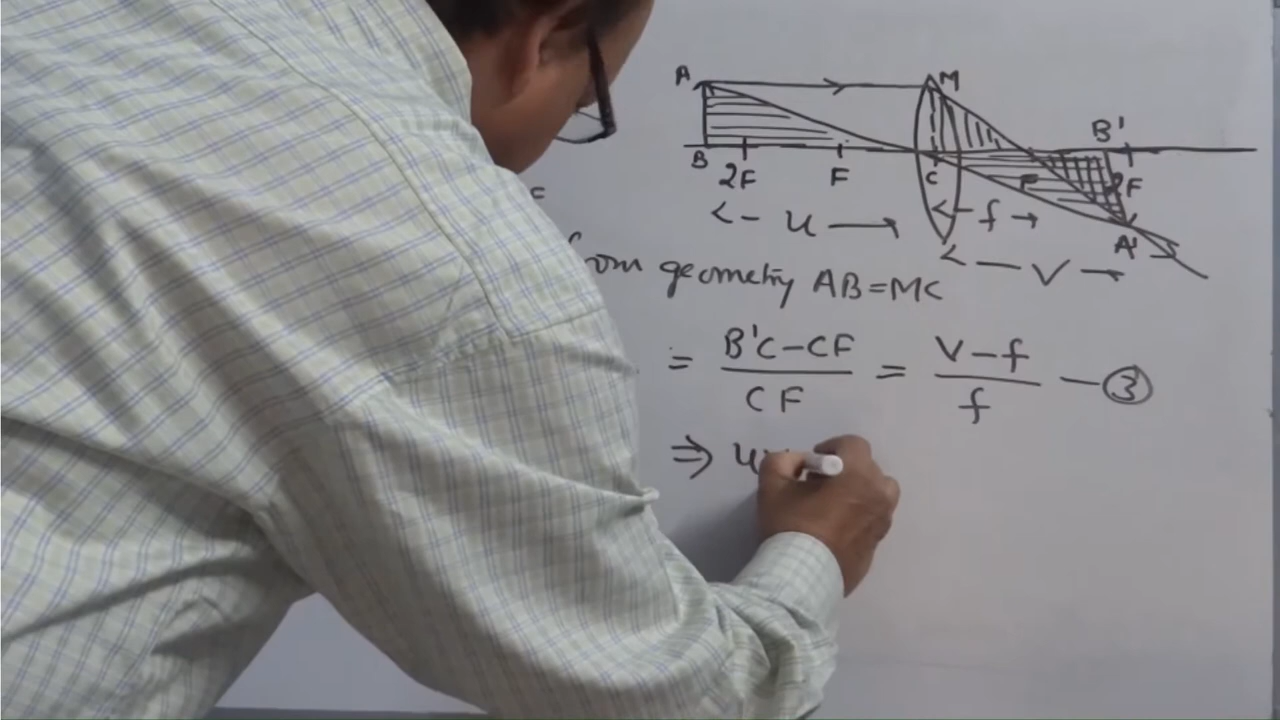 A M
B'
B 2F F C F 2F
<- u -> <- f ->
A'
<- V ->
from geometry AB=MC
= B'C-CF / CF = V-f / f - ③
⇒ u